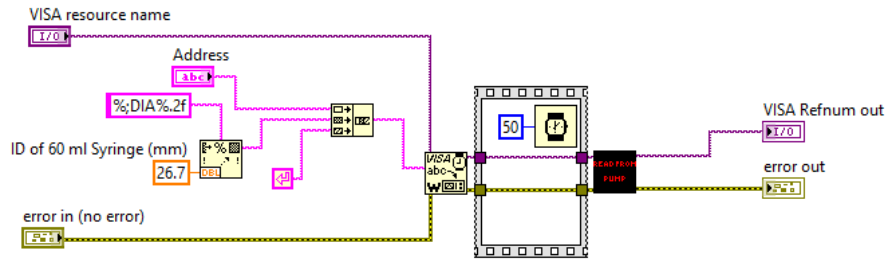 VISA resource name
I/O
Address
abc
%;DIA%.2f
ID of 60 ml Syringe (mm)
%
DBL
26.7
error in (no error)
VISA
abc
W
50
READ FROM
PUMP
VISA Refnum out
I/O
error out